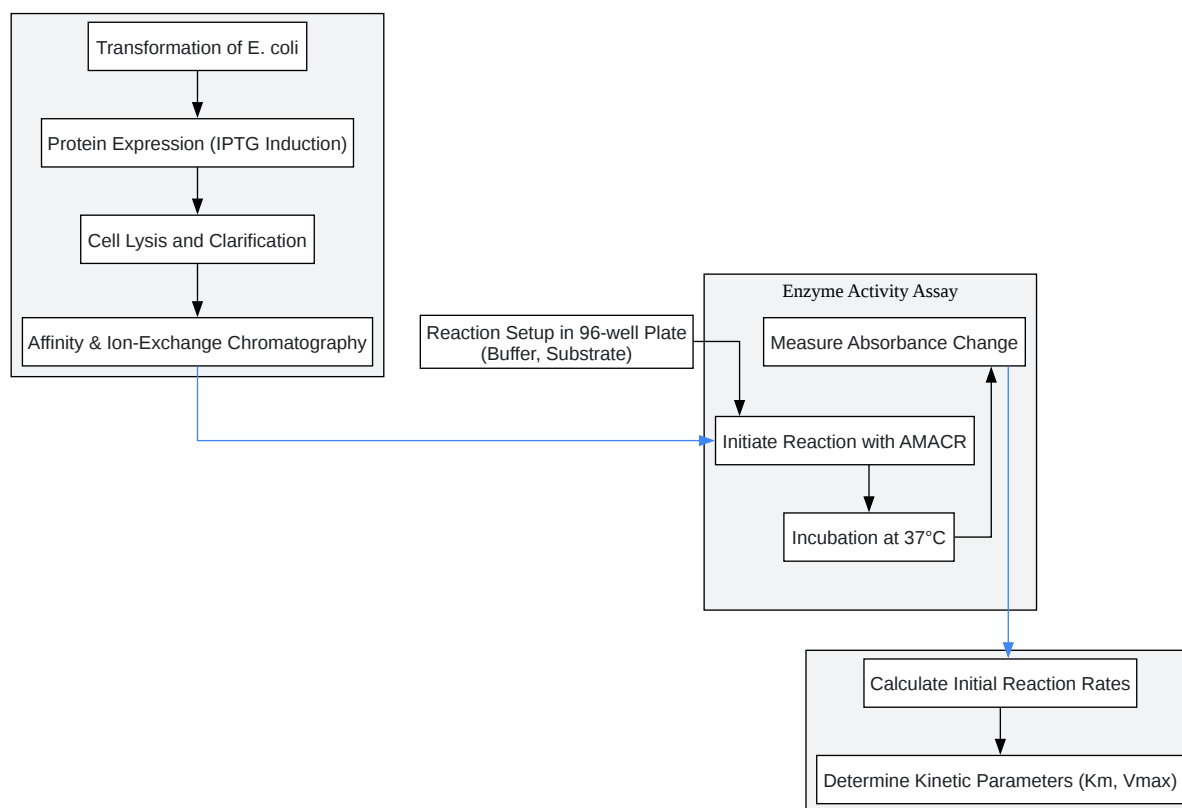 Transformation of E. coli
Protein Expression (IPTG Induction)
Cell Lysis and Clarification
Affinity & Ion-Exchange Chromatography
Enzyme Activity Assay
Reaction Setup in 96-well Plate
(Buffer, Substrate)
Measure Absorbance Change
Initiate Reaction with AMACR
Incubation at 37°C
Calculate Initial Reaction Rates
Determine Kinetic Parameters (Km, Vmax)